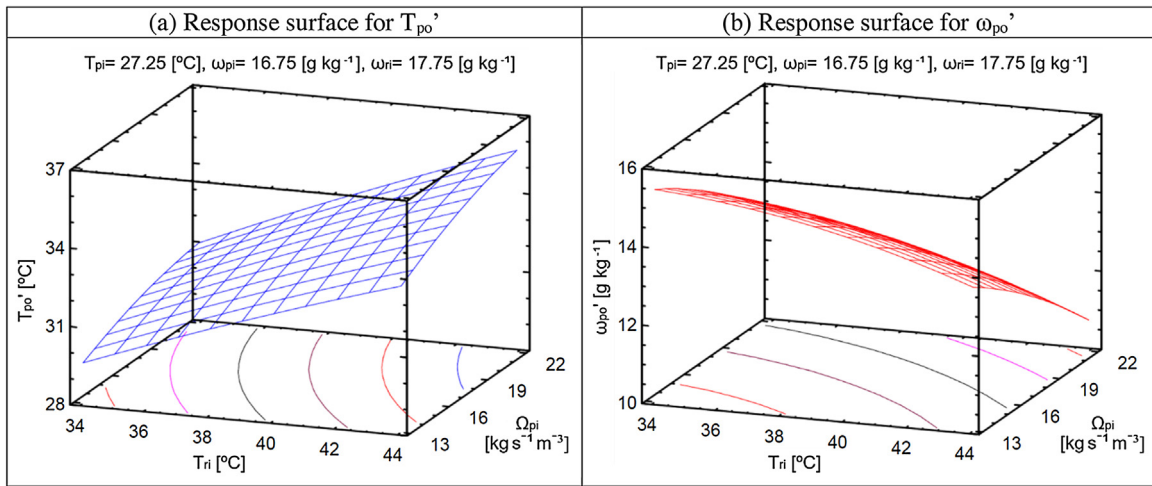 (a) Response surface for Tpo’
(b) Response surface for ωpo’
Tpi= 27.25 [ºC], ωpi= 16.75 [g kg⁻¹], ωri= 17.75 [g kg⁻¹]
37
34
31
28
Tpo’ [ºC]
34
36
38
40
42
44
Tri [ºC]
13
16
19
22
Ωpi
[kg s⁻¹ m⁻³]
Tpi= 27.25 [ºC], ωpi= 16.75 [g kg⁻¹], ωri= 17.75 [g kg⁻¹]
16
14
12
10
ωpo’ [g kg⁻¹]
34
36
38
40
42
44
Tri [ºC]
13
16
19
22
Ωpi
[kg s⁻¹ m⁻³]